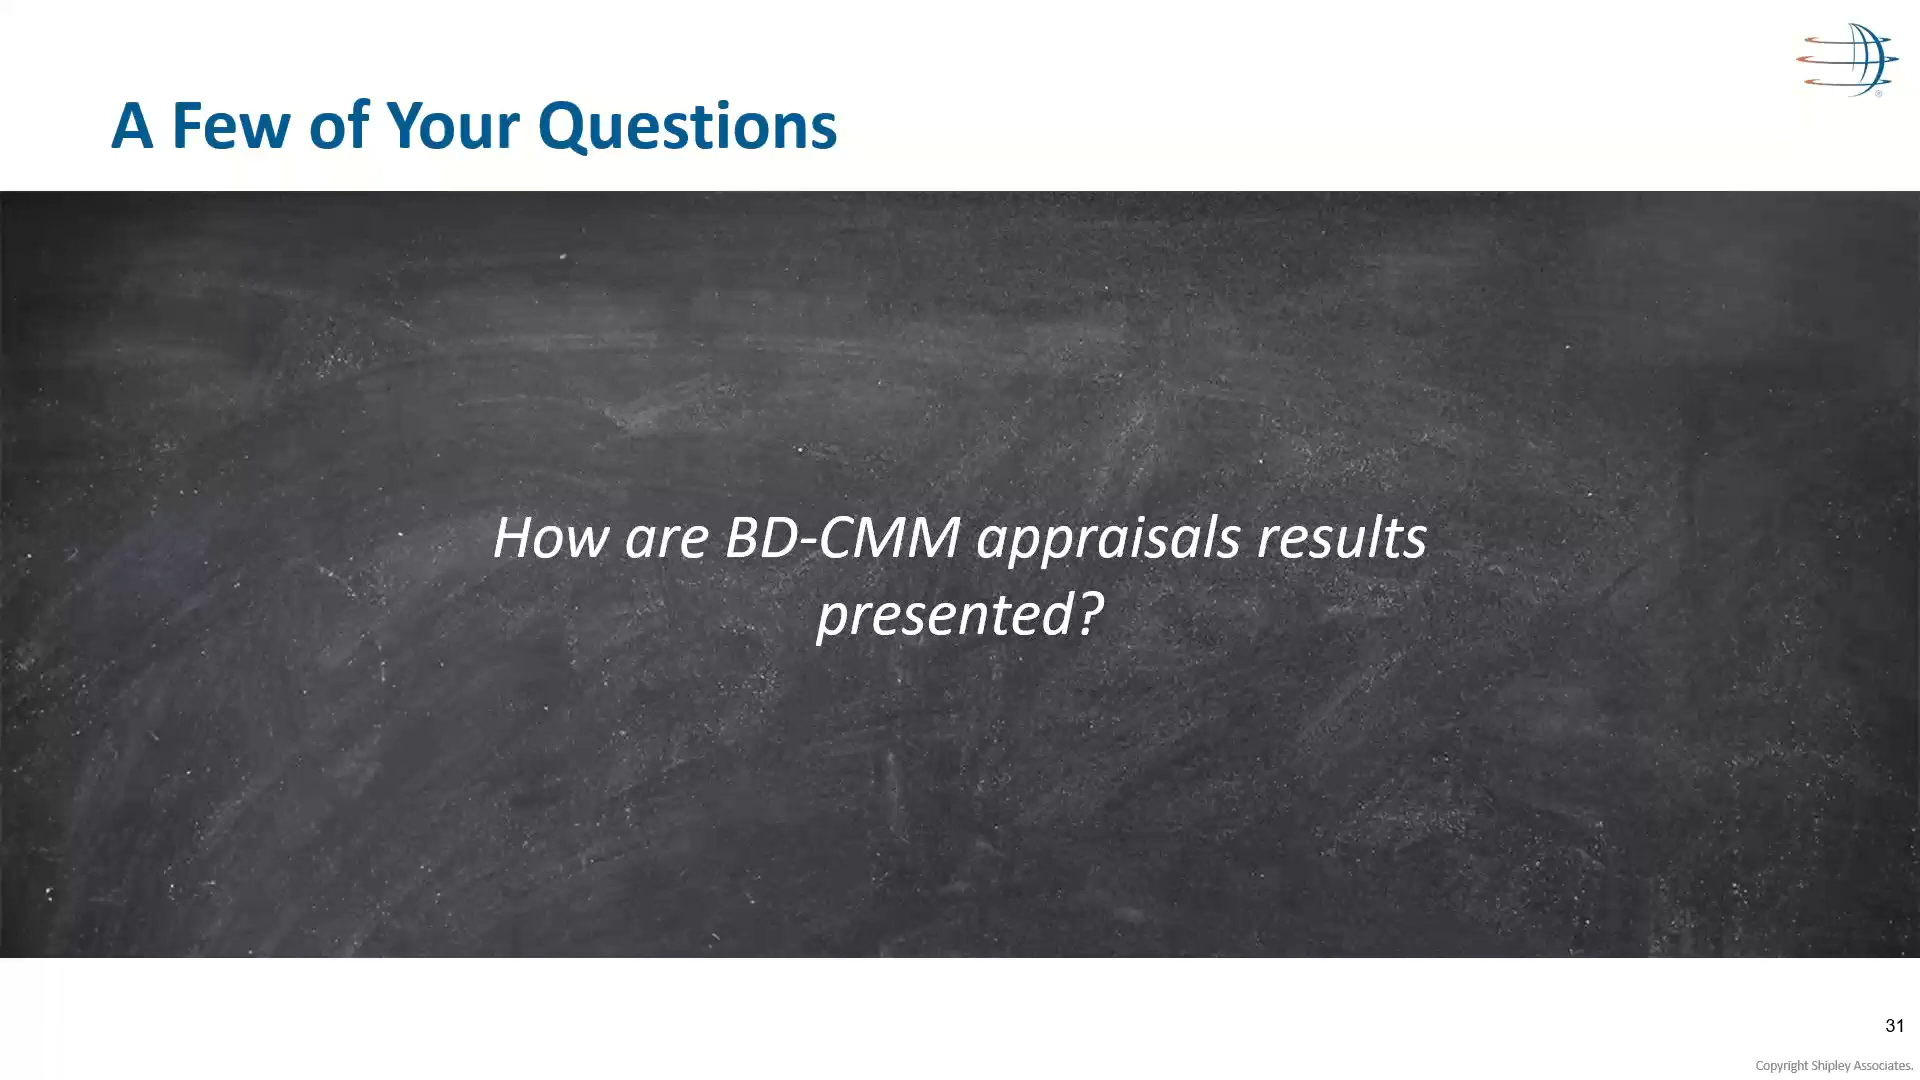 A Few of Your Questions
How are BD-CMM appraisals results
presented?
31
Copyright Shipley Associates.